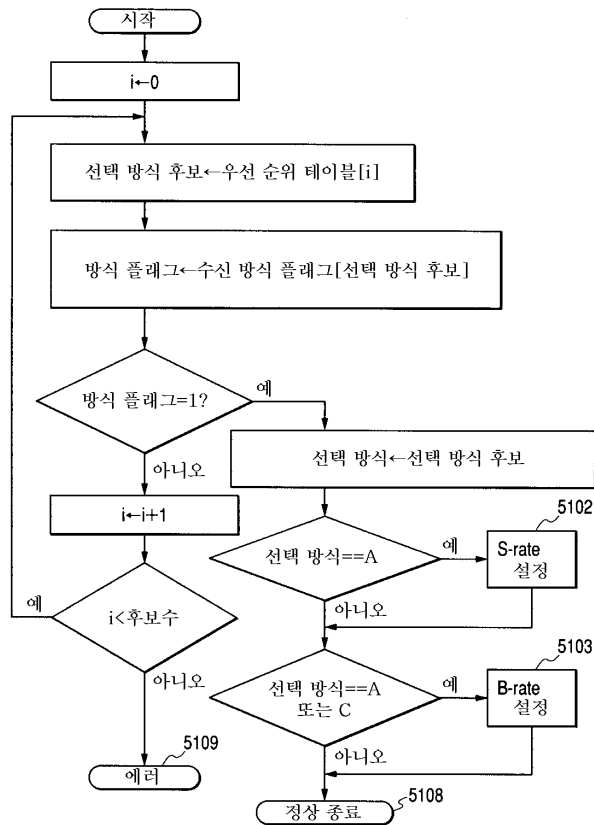 시작
i←0
선택 방식 후보←우선 순위 테이블[i]
방식 플래그←수신 방식 플래그[선택 방식 후보]
방식 플래그=1?
예
아니오
i←i+1
i<후보수
예
아니오
에러
5109
선택 방식←선택 방식 후보
선택 방식==A
예
아니오
5102
S-rate
설정
선택 방식==A
또는 C
예
아니오
5103
B-rate
설정
정상 종료
5108